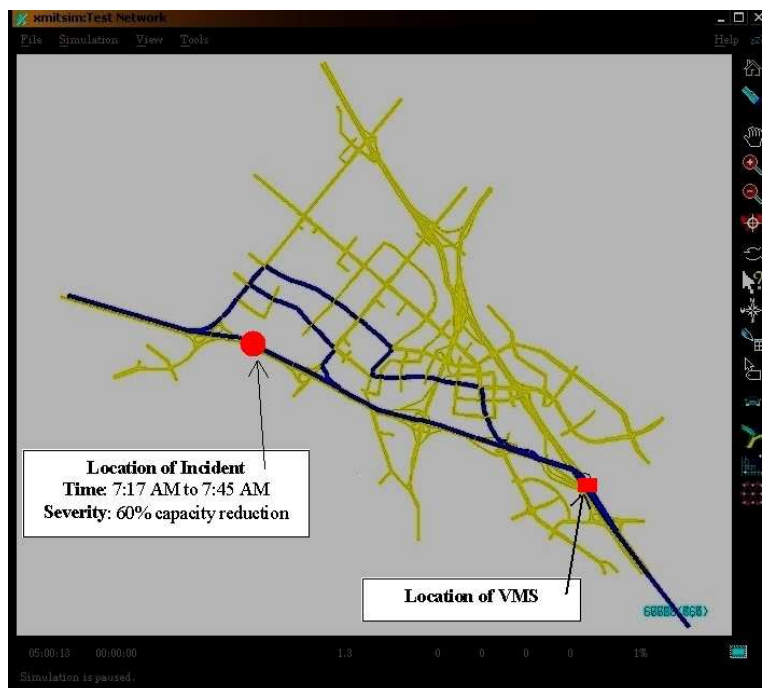 xmitsim:Test Network
File Simulation View Tools Help
Location of Incident
Time: 7:17 AM to 7:45 AM
Severity: 60% capacity reduction
Location of VMS
05:00:13 00:00:00 1.3 0 0 0 0 1%
Simulation is paused.